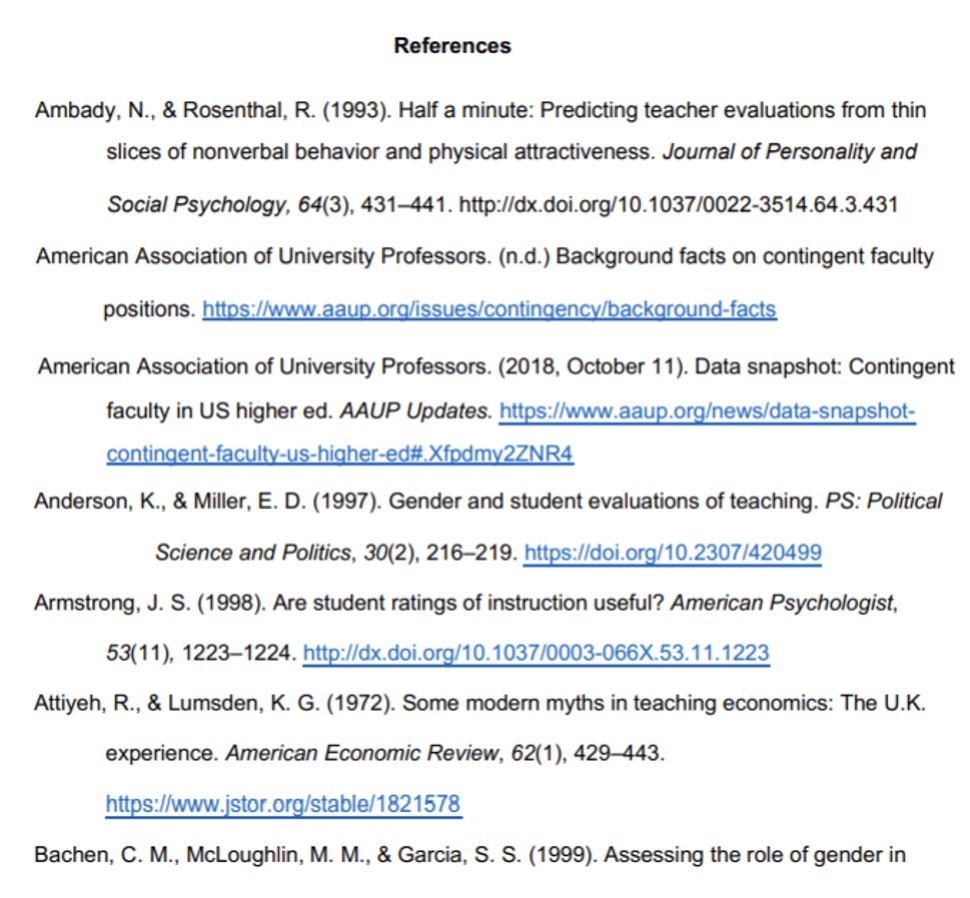 References
Ambady, N., & Rosenthal, R. (1993). Half a minute: Predicting teacher evaluations from thin
slices of nonverbal behavior and physical attractiveness. Journal of Personality and
Social Psychology, 64(3), 431–441. http://dx.doi.org/10.1037/0022-3514.64.3.431
American Association of University Professors. (n.d.) Background facts on contingent faculty
positions. https://www.aaup.org/issues/contingency/background-facts
American Association of University Professors. (2018, October 11). Data snapshot: Contingent
faculty in US higher ed. AAUP Updates. https://www.aaup.org/news/data-snapshot-
contingent-faculty-us-higher-ed#.Xfpdmy2ZNR4
Anderson, K., & Miller, E. D. (1997). Gender and student evaluations of teaching. PS: Political
Science and Politics, 30(2), 216–219. https://doi.org/10.2307/420499
Armstrong, J. S. (1998). Are student ratings of instruction useful? American Psychologist,
53(11), 1223–1224. http://dx.doi.org/10.1037/0003-066X.53.11.1223
Attiyeh, R., & Lumsden, K. G. (1972). Some modern myths in teaching economics: The U.K.
experience. American Economic Review, 62(1), 429–443.
https://www.jstor.org/stable/1821578
Bachen, C. M., McLoughlin, M. M., & Garcia, S. S. (1999). Assessing the role of gender in